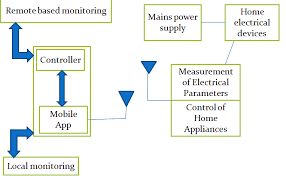 Remote based monitoring
Mains power
supply
Home
electrical
devices
Controller
Mobile
App
Measurement
of Electrical
Parameters
Control of
Home
Appliances
Local monitoring